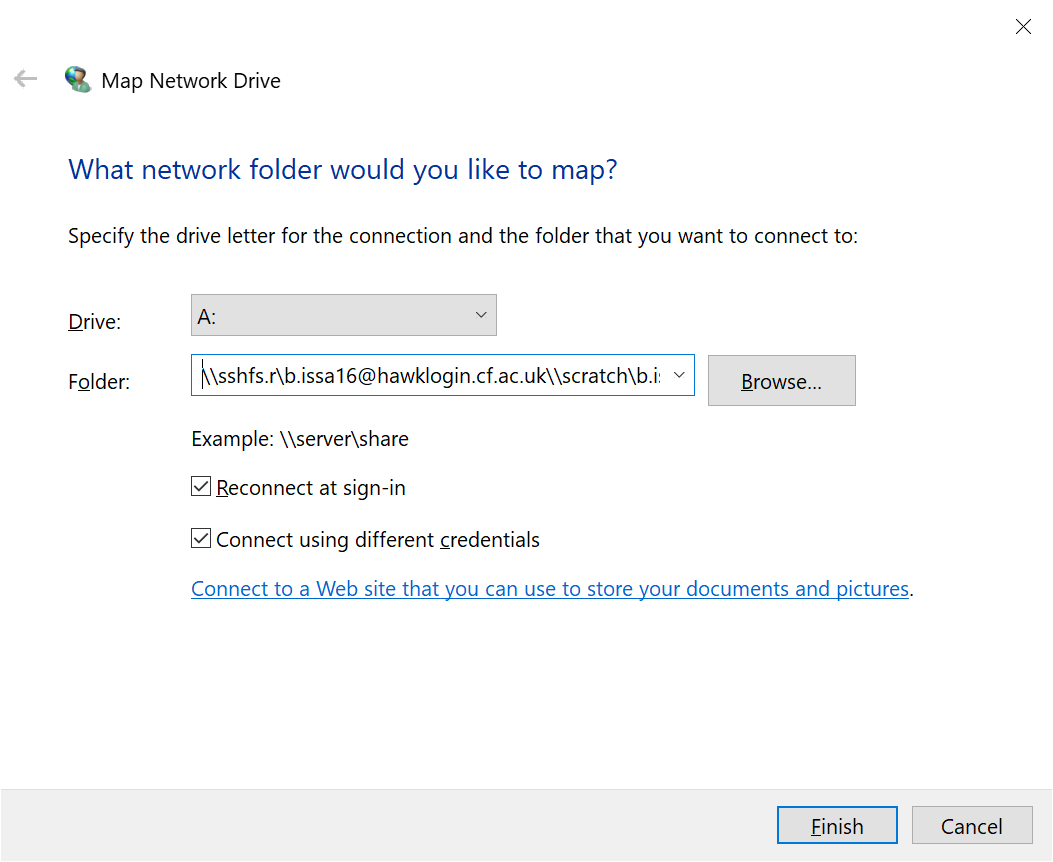 Map Network Drive
What network folder would you like to map?
Specify the drive letter for the connection and the folder that you want to connect to:
Drive: A:
Folder: \\sshfs.r\b.issa16@hawklogin.cf.ac.uk\\scratch\b.is Browse...
Example: \\server\share
Reconnect at sign-in
Connect using different credentials
Connect to a Web site that you can use to store your documents and pictures.
Finish Cancel